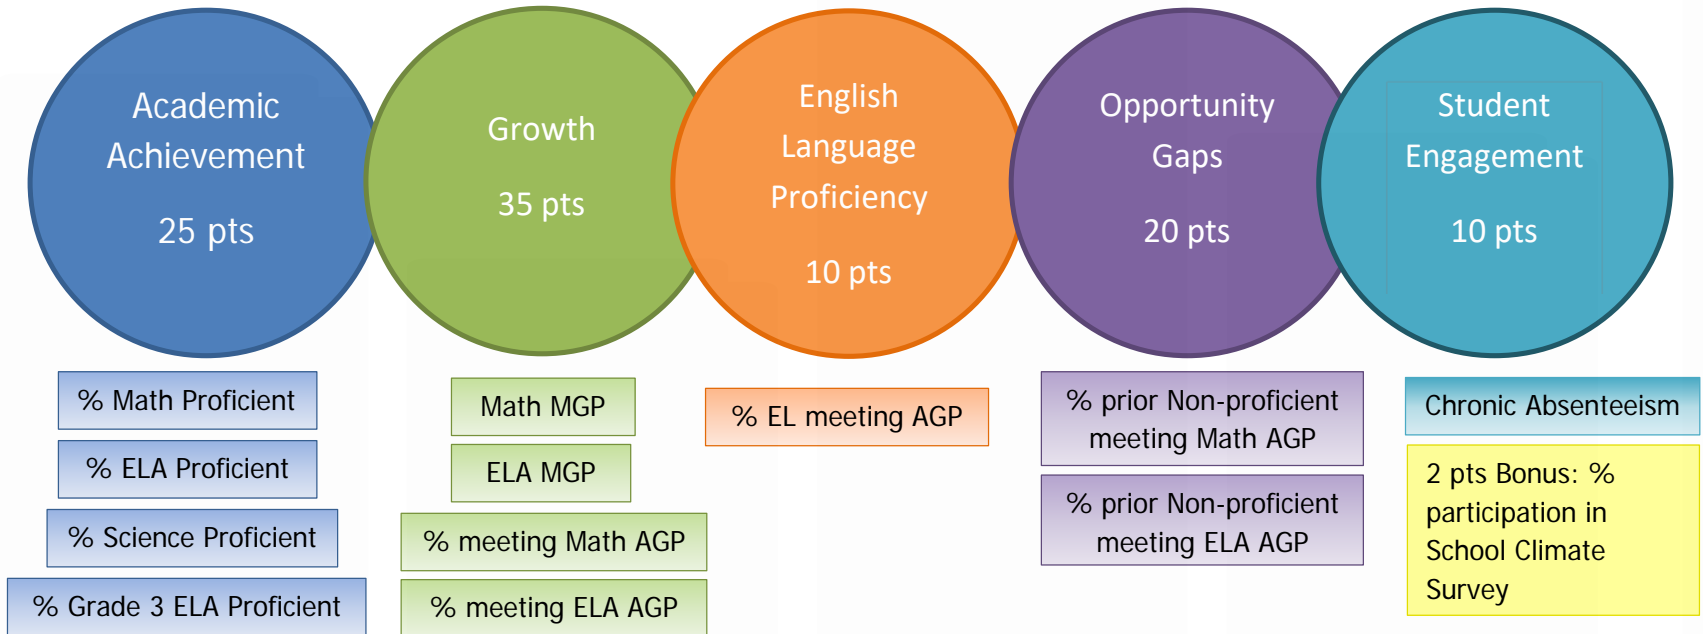 Academic
Achievement
25 pts
Growth
35 pts
English
Language
Proficiency
10 pts
Opportunity
Gaps
20 pts
Student
Engagement
10 pts
% Math Proficient
% ELA Proficient
% Science Proficient
% Grade 3 ELA Proficient
Math MGP
ELA MGP
% meeting Math AGP
% meeting ELA AGP
% EL meeting AGP
% prior Non-proficient
meeting Math AGP
% prior Non-proficient
meeting ELA AGP
Chronic Absenteeism
2 pts Bonus: %
participation in
School Climate
Survey